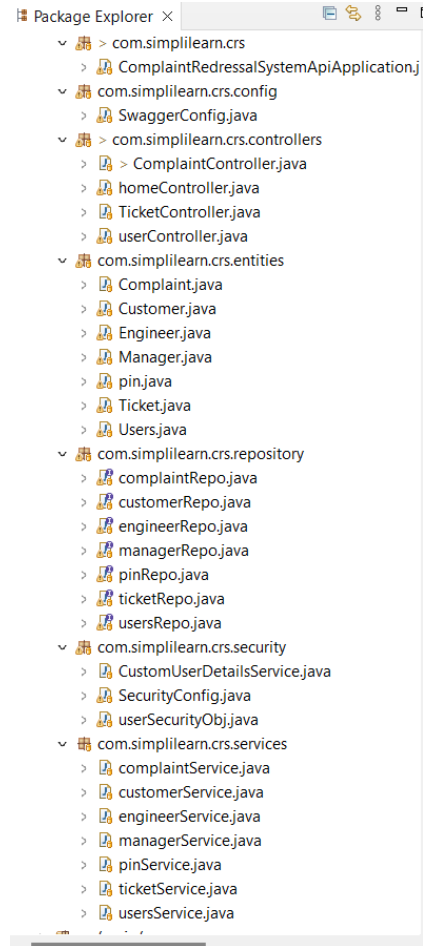 Package Explorer
> com.simplilearn.crs
ComplaintRedressalSystemApiApplication.j
com.simplilearn.crs.config
SwaggerConfig.java
> com.simplilearn.crs.controllers
> ComplaintController.java
homeController.java
TicketController.java
userController.java
com.simplilearn.crs.entities
Complaint.java
Customer.java
Engineer.java
Manager.java
pin.java
Ticket.java
Users.java
com.simplilearn.crs.repository
complaintRepo.java
customerRepo.java
engineerRepo.java
managerRepo.java
pinRepo.java
ticketRepo.java
usersRepo.java
com.simplilearn.crs.security
CustomUserDetailsService.java
SecurityConfig.java
userSecurityObj.java
com.simplilearn.crs.services
complaintService.java
customerService.java
engineerService.java
managerService.java
pinService.java
ticketService.java
usersService.java